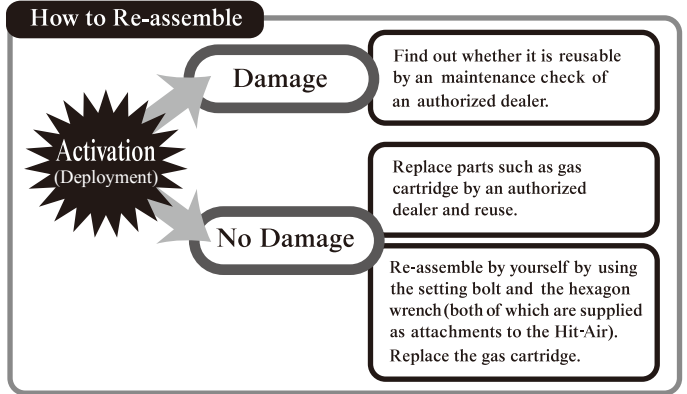 How to Re-assemble
Activation
(Deployment)
Damage
Find out whether it is reusable
by an maintenance check of
an authorized dealer.
No Damage
Replace parts such as gas
cartridge by an authorized
dealer and reuse.
Re-assemble by yourself by using
the setting bolt and the hexagon
wrench(both of which are supplied
as attachments to the Hit-Air).
Replace the gas cartridge.